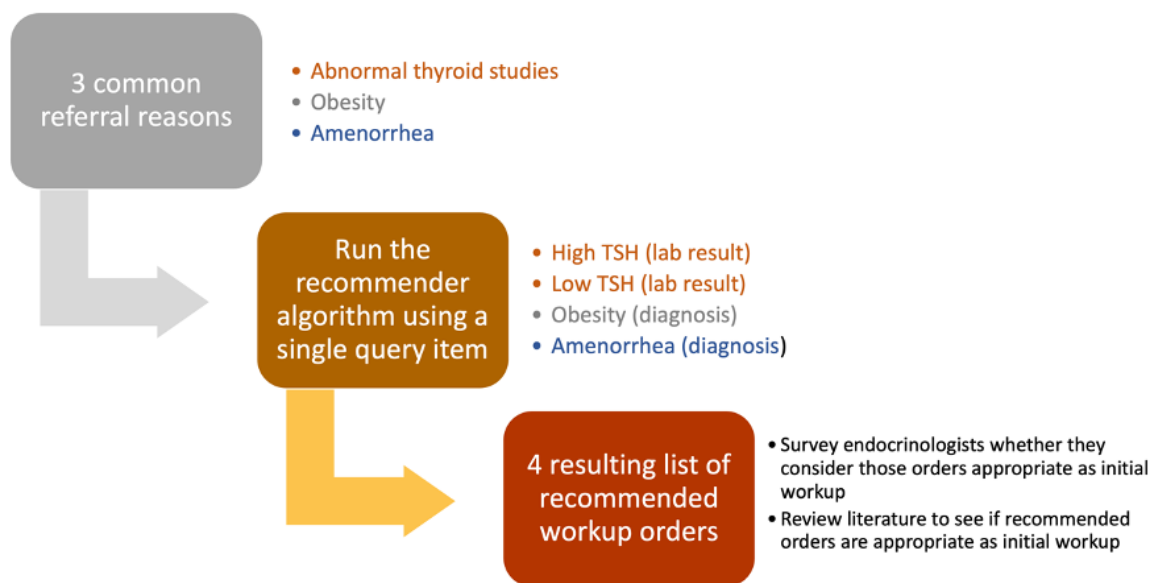 3 common
referral reasons
• Abnormal thyroid studies
• Obesity
• Amenorrhea
Run the
recommender
algorithm using a
single query item
• High TSH (lab result)
• Low TSH (lab result)
• Obesity (diagnosis)
• Amenorrhea (diagnosis)
4 resulting list of
recommended
workup orders
• Survey endocrinologists whether they
consider those orders appropriate as initial
workup
• Review literature to see if recommended
orders are appropriate as initial workup